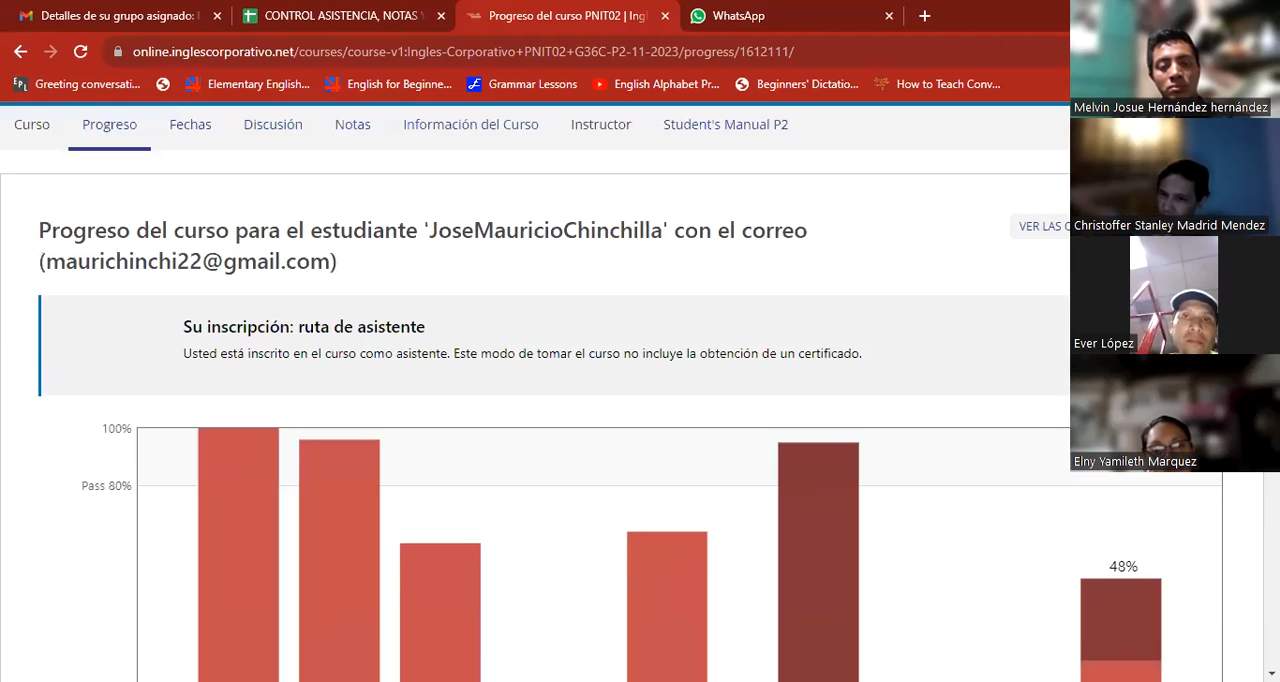 Detalles de su grupo asignado:
CONTROL ASISTENCIA, NOTAS Y
Progreso del curso PNIT02 | Ingl
WhatsApp
online.inglescorporativo.net/courses/course-v1:Ingles-Corporativo+PNIT02+G36C-P2-11-2023/progress/1612111/
Greeting conversati...
Elementary English...
English for Beginne...
Grammar Lessons
English Alphabet Pr...
Beginners' Dictatio...
How to Teach Conv...
Curso
Progreso
Fechas
Discusión
Notas
Información del Curso
Instructor
Student's Manual P2
Progreso del curso para el estudiante 'JoseMauricioChinchilla' con el correo
(maurichinchi22@gmail.com)
VER LAS
Su inscripción: ruta de asistente
Usted está inscrito en el curso como asistente. Este modo de tomar el curso no incluye la obtención de un certificado.
100%
Pass 80%
48%
Melvin Josue Hernández hernández
Christoffer Stanley Madrid Mendez
Ever López
Elny Yamileth Marquez